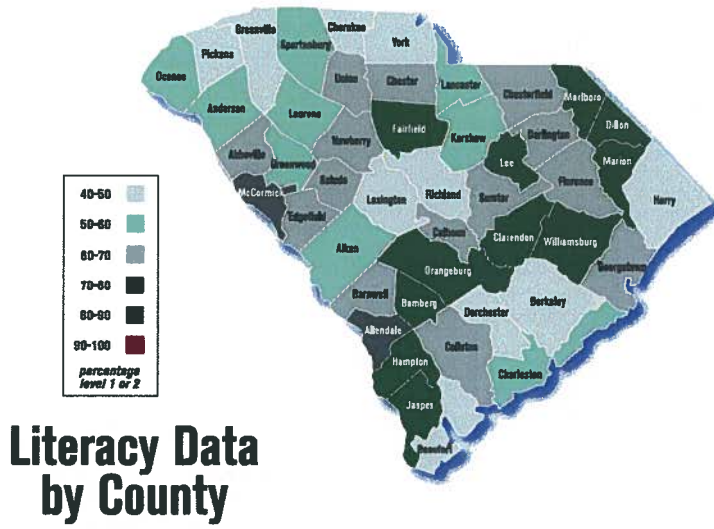 Greenville
Cherokee
York
Spartanburg
Pickens
Oconee
Union
Chester
Lancaster
Chesterfield
Marlboro
Anderson
Laurens
Dillon
Fairfield
Kershaw
Darlington
Newberry
Abbeville
Lee
Marion
Greenwood
Florence
Saluda
McCormick
Lexington
Richland
Sumter
Horry
Edgefield
Calhoun
Clarendon
Williamsburg
Aiken
Orangeburg
Georgetown
Barnwell
Bamberg
Berkeley
Dorchester
Allendale
Colleton
Hampton
Charleston
Jaspes
Beaufort
40-50
50-60
60-70
70-80
80-90
90-100
percentage
level 1 or 2
Literacy Data
by County